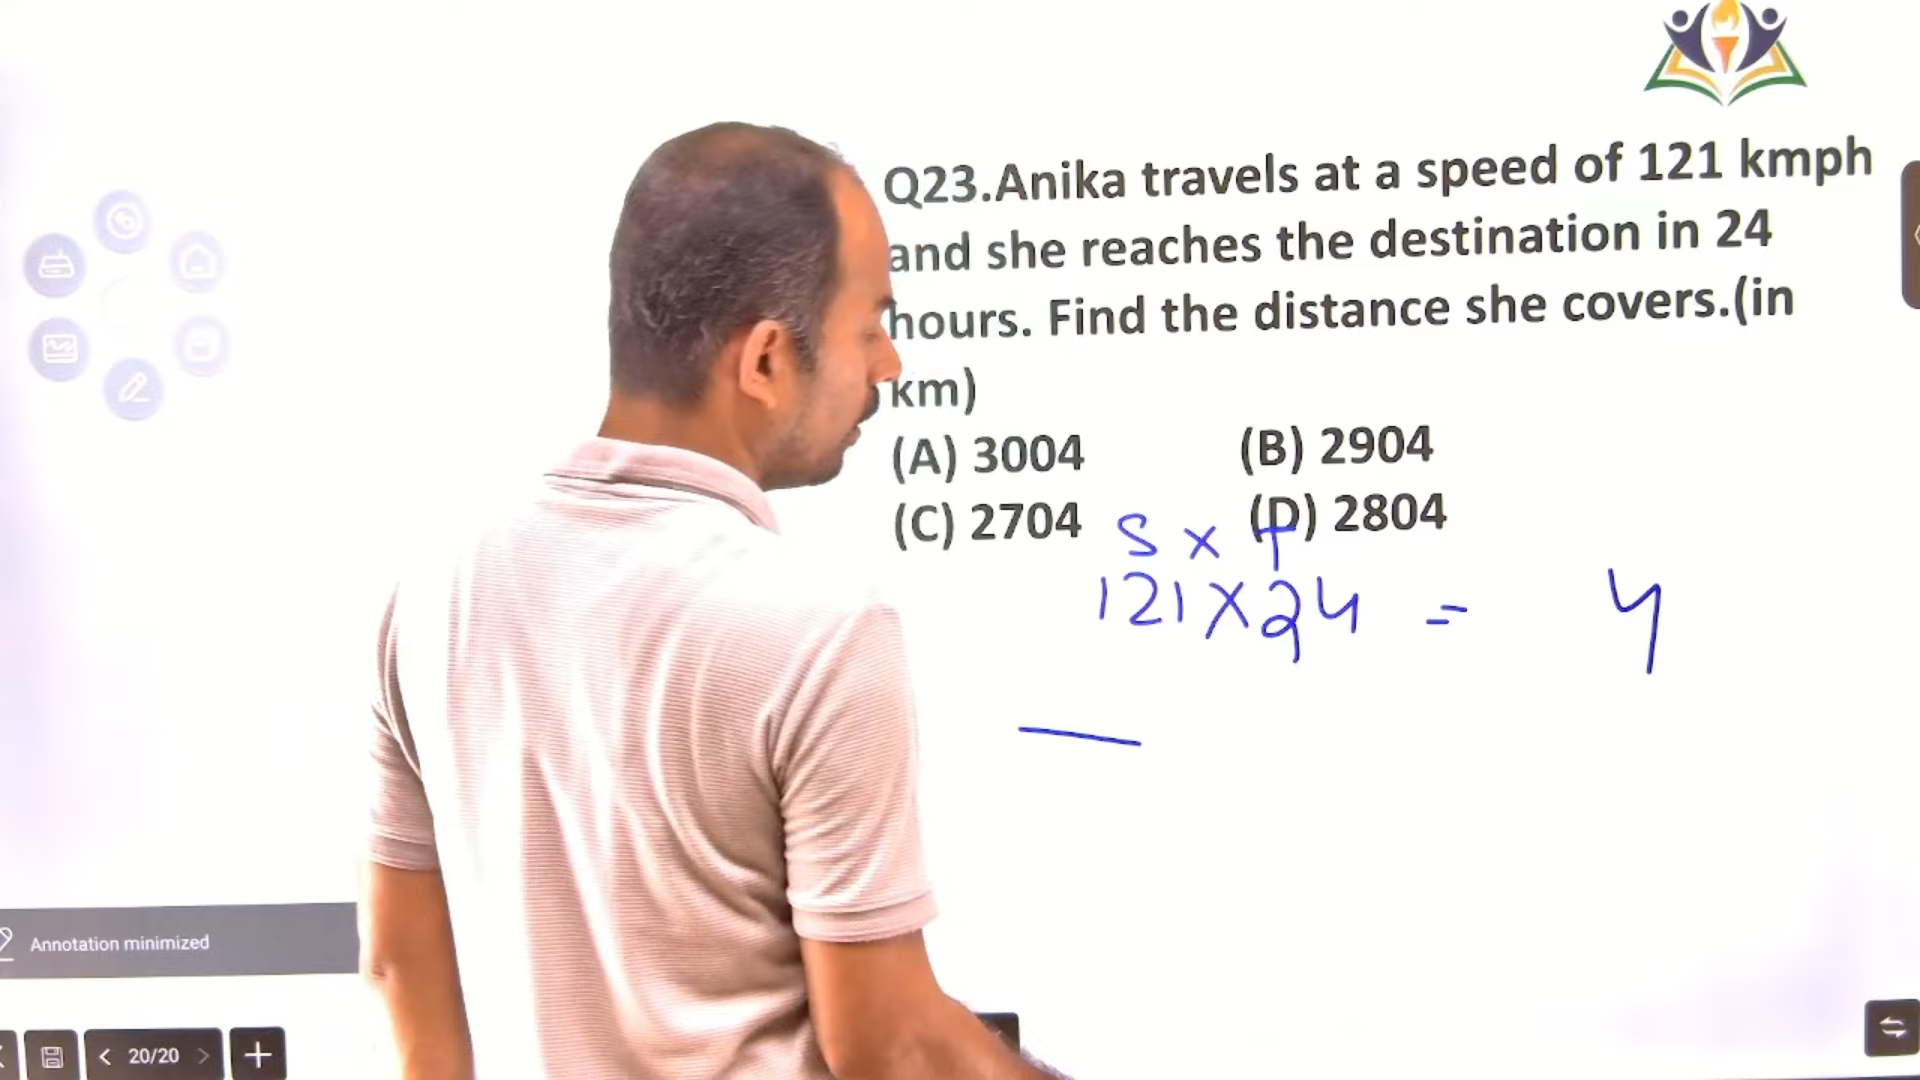 Q23.Anika travels at a speed of 121 kmph
and she reaches the destination in 24
hours. Find the distance she covers.(in
km)
(A) 3004 (B) 2904
(C) 2704 (D) 2804
S × T
121×24 = 4
Annotation minimized
20/20